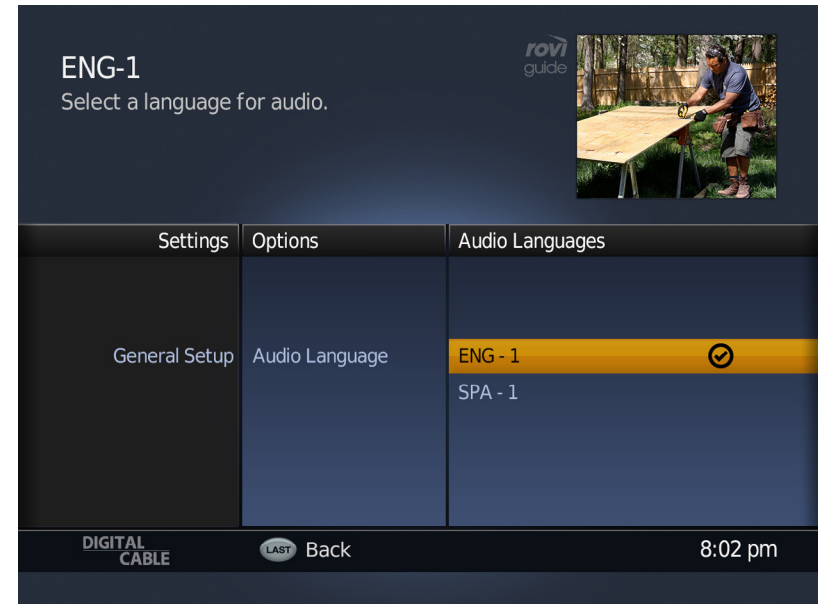 ENG-1
Select a language for audio.
rovi
guide
Settings
Options
Audio Languages
General Setup
Audio Language
ENG - 1
SPA - 1
DIGITAL
CABLE
LAST
Back
8:02 pm